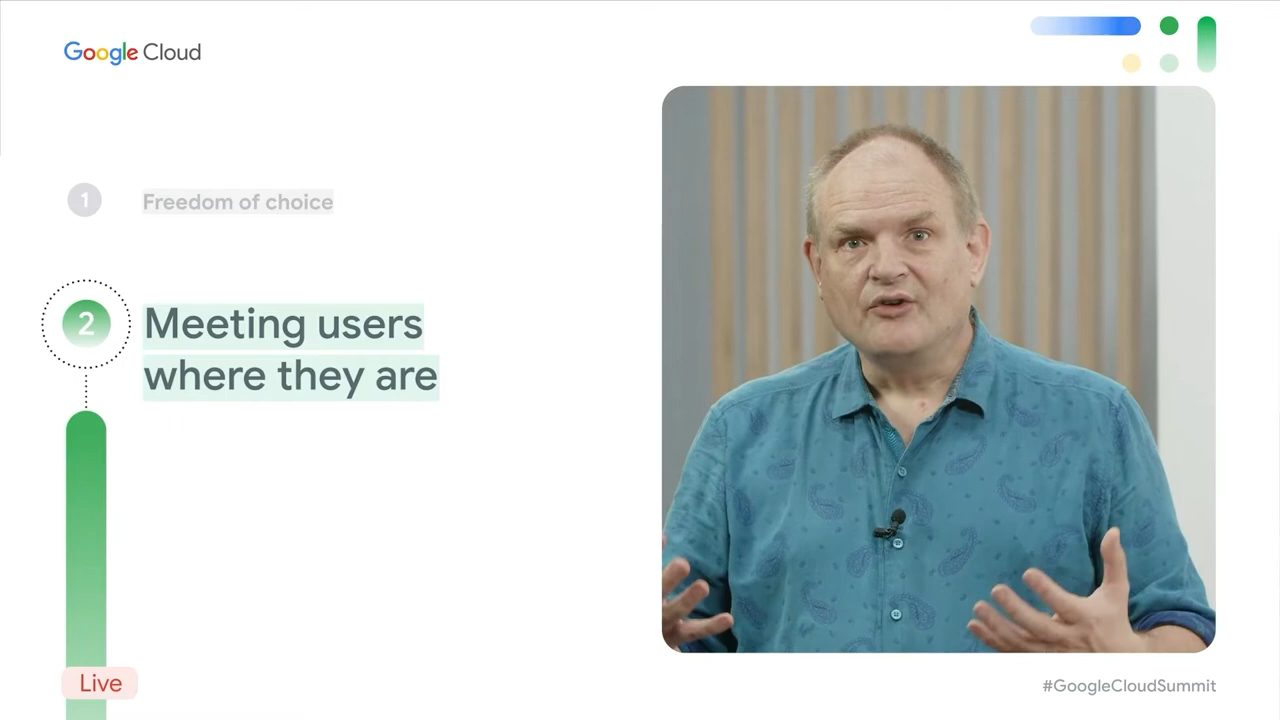 Google Cloud
1
Freedom of choice
2
Meeting users
where they are
Live
#GoogleCloudSummit